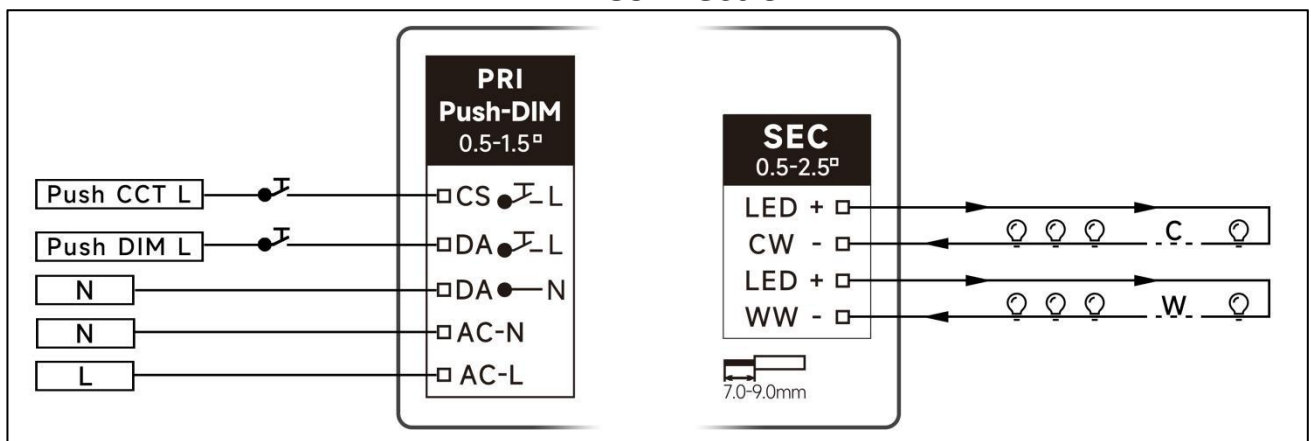 PRI
Push-DIM
0.5-1.5▫
Push CCT L
CS L
Push DIM L
DA L
N
DA N
N
AC-N
L
AC-L
SEC
0.5-2.5▫
LED +
CW -
C
LED +
WW -
W
7.0-9.0mm